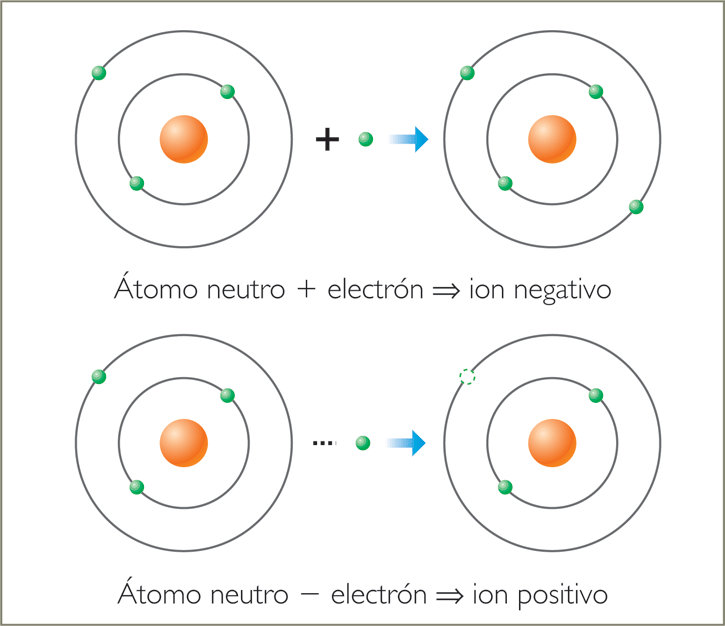 Átomo neutro + electrón ⇒ ion negativo
Átomo neutro − electrón ⇒ ion positivo